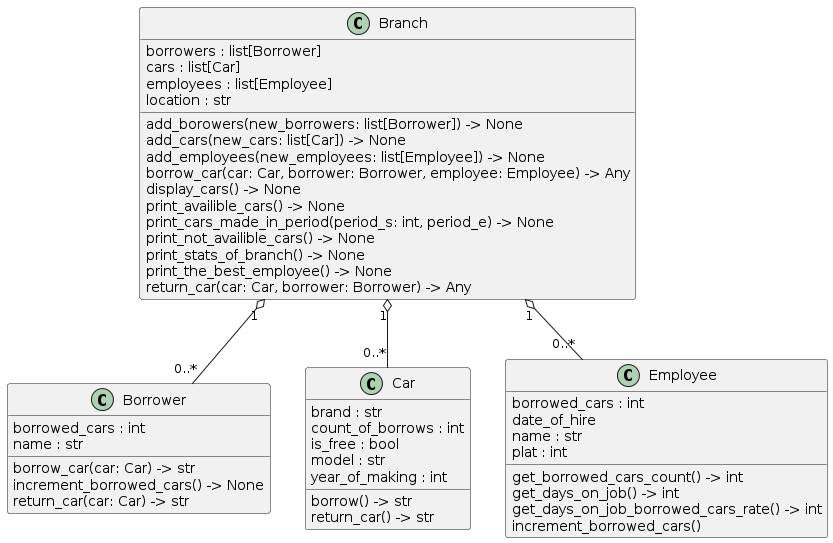 C Branch
borrowers : list[Borrower]
cars : list[Car]
employees : list[Employee]
location : str
add_borowers(new_borrowers: list[Borrower]) -> None
add_cars(new_cars: list[Car]) -> None
add_employees(new_employees: list[Employee]) -> None
borrow_car(car: Car, borrower: Borrower, employee: Employee) -> Any
display_cars() -> None
print_availible_cars() -> None
print_cars_made_in_period(period_s: int, period_e) -> None
print_not_availible_cars() -> None
print_stats_of_branch() -> None
print_the_best_employee() -> None
return_car(car: Car, borrower: Borrower) -> Any
1
1
1
0..*
0..*
0..*
C Borrower
borrowed_cars : int
name : str
borrow_car(car: Car) -> str
increment_borrowed_cars() -> None
return_car(car: Car) -> str
C Car
brand : str
count_of_borrows : int
is_free : bool
model : str
year_of_making : int
borrow() -> str
return_car() -> str
C Employee
borrowed_cars : int
date_of_hire
name : str
plat : int
get_borrowed_cars_count() -> int
get_days_on_job() -> int
get_days_on_job_borrowed_cars_rate() -> int
increment_borrowed_cars()